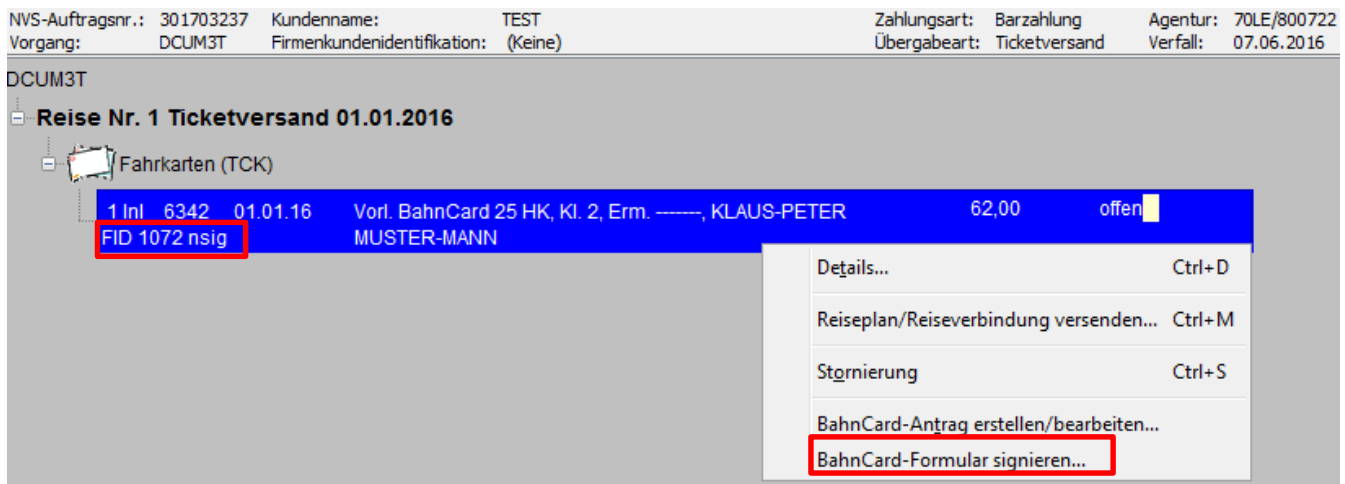 NVS-Auftragsnr.: 301703237 Kundenname: TEST Zahlungsart: Barzahlung Agentur: 70LE/800722
Vorgang: DCUM3T Firmenkundenidentifikation: (Keine) Übergabeart: Ticketversand Verfall: 07.06.2016
DCUM3T
Reise Nr. 1 Ticketversand 01.01.2016
Fahrkarten (TCK)
1 Inl 6342 01.01.16 Vorl. BahnCard 25 HK, Kl. 2, Erm. -------, KLAUS-PETER 62,00 offen
FID 1072 nsig MUSTER-MANN
Details... Ctrl+D
Reiseplan/Reiseverbindung versenden... Ctrl+M
Stornierung Ctrl+S
BahnCard-Antrag erstellen/bearbeiten...
BahnCard-Formular signieren...